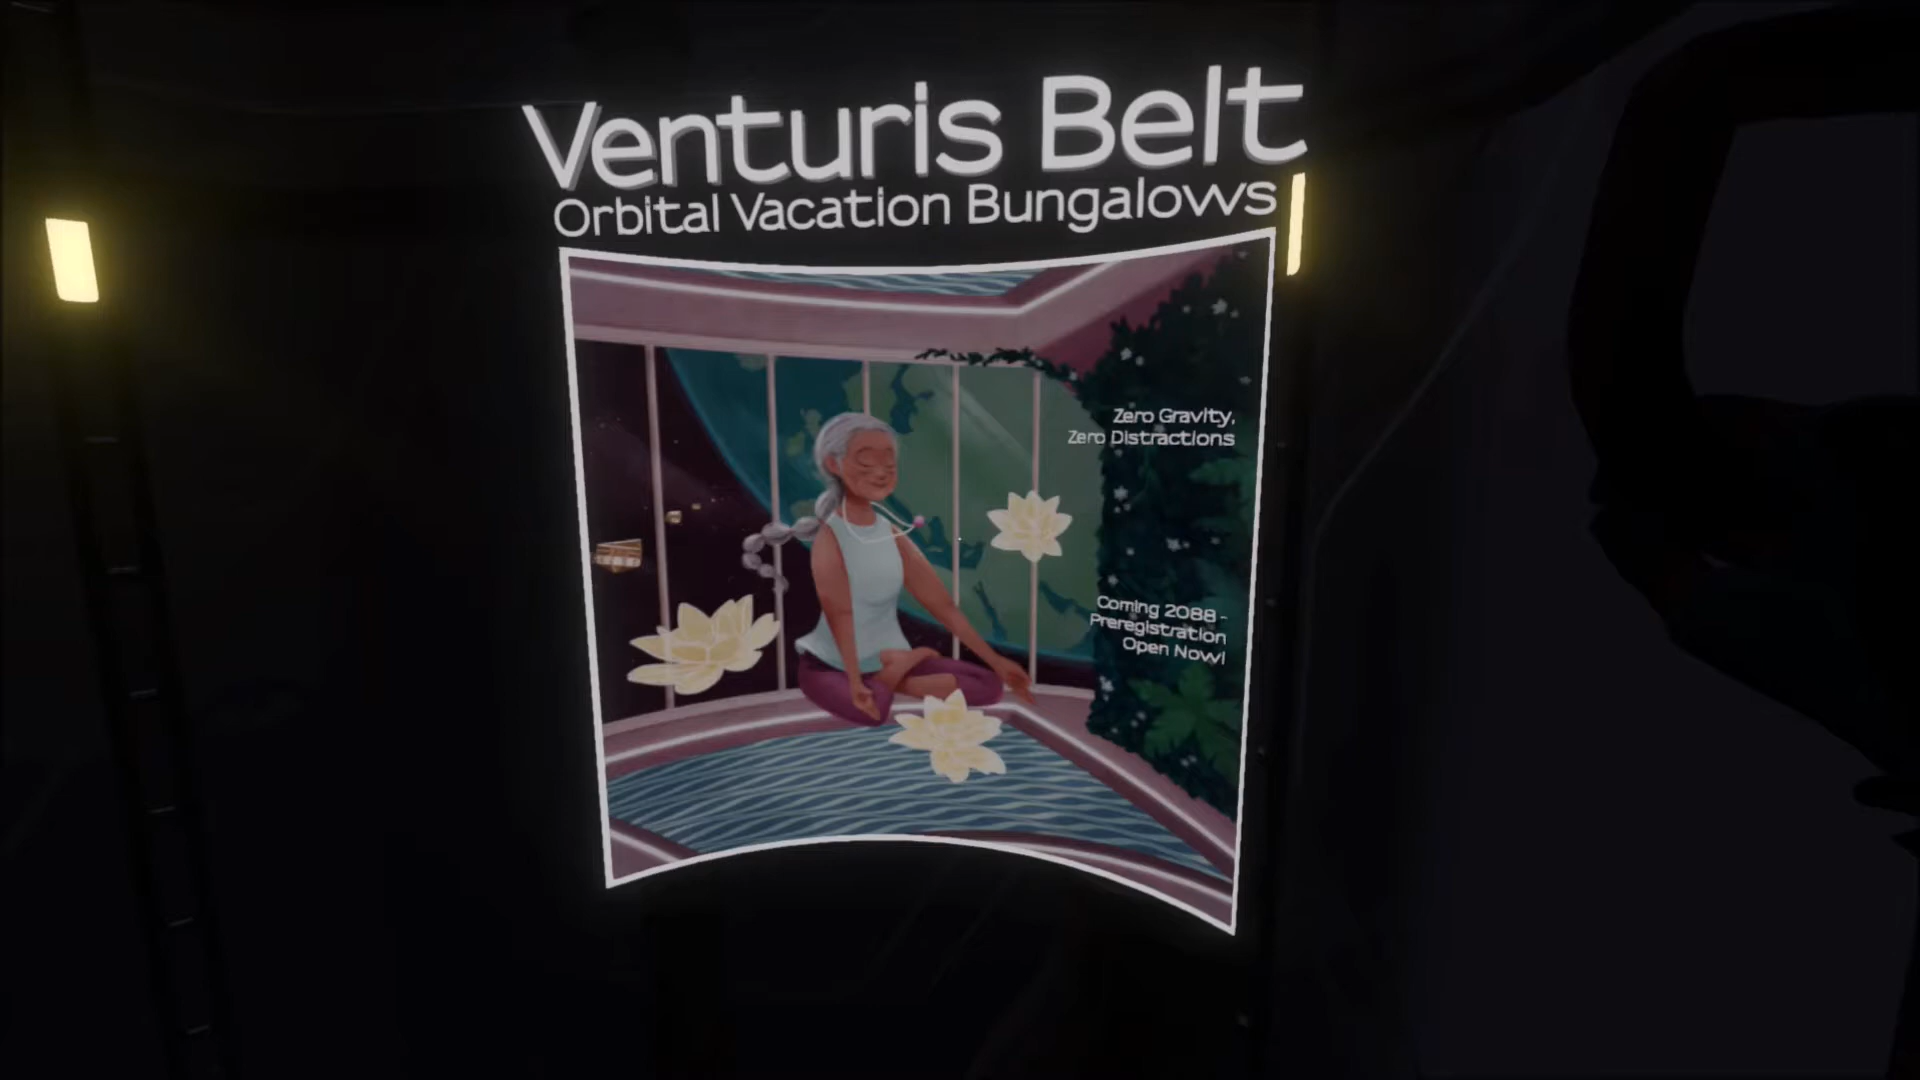 Venturis Belt
Orbital Vacation Bungalows
Zero Gravity,
Zero Distractions
Coming 2088 -
Preregistration
Open Now!